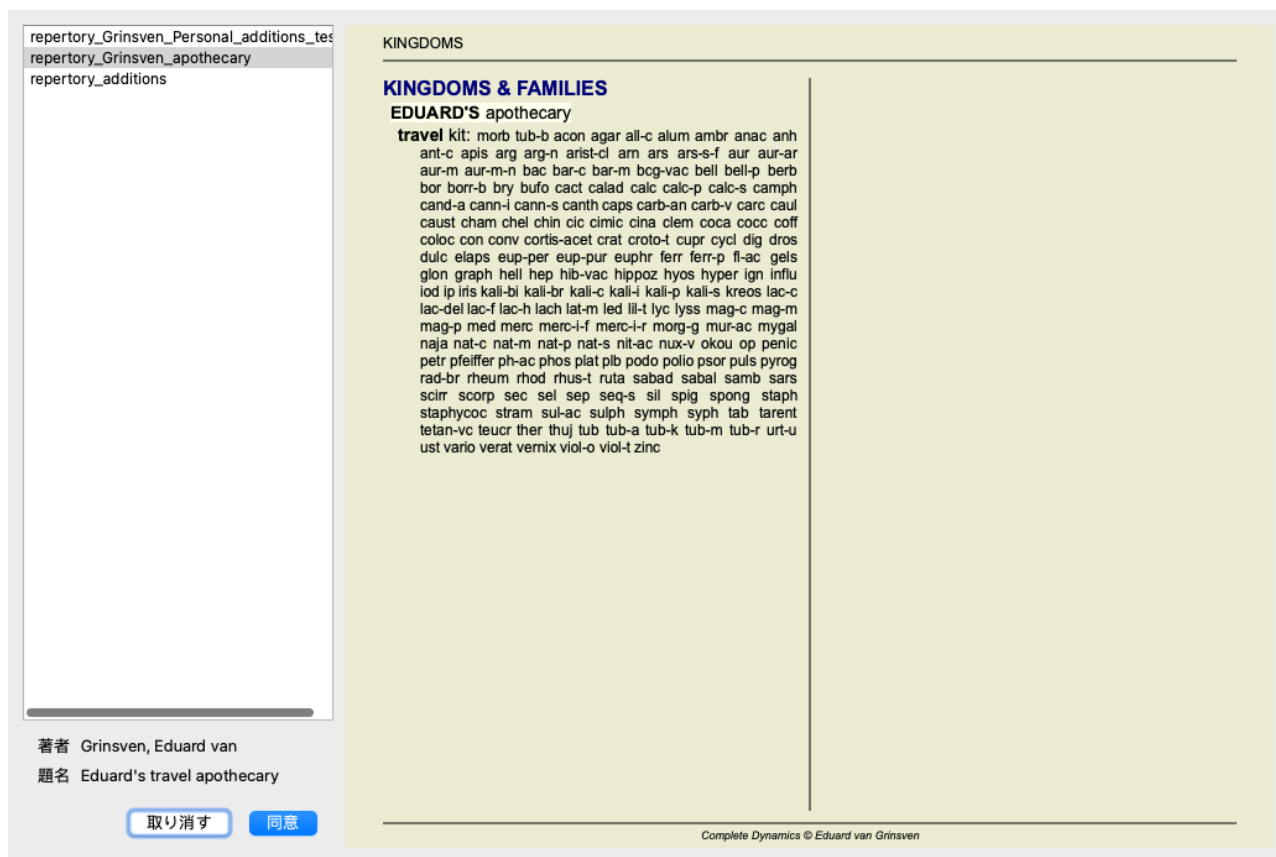 repertory_Grinsven_Personal_additions_tes
repertory_Grinsven_apothecary
repertory_additions
著者 Grinsven, Eduard van
題名 Eduard's travel apothecary
取り消す 同意
KINGDOMS
KINGDOMS & FAMILIES
EDUARD'S apothecary
travel kit: morb tub-b acon agar all-c alum ambr anac anh
ant-c apis arg arg-n arist-cl arn ars ars-s-f aur aur-ar
aur-m aur-m-n bac bar-c bar-m bcg-vac bell bell-p berb
bor borr-b bry bufo cact calad calc calc-p calc-s camph
cand-a cann-i cann-s canth caps carb-an carb-v carc caul
caust cham chel chin cic cimic cina clem coca cocc coff
coloc con conv cortis-acet crat croto-t cupr cycl dig dros
dulc elaps eup-per eup-pur euphr ferr ferr-p fl-ac gels
glon graph hell hep hib-vac hippoz hyos hyper ign influ
iod ip iris kali-bi kali-br kali-c kali-i kali-p kali-s kreos lac-c
lac-del lac-f lac-h lach lat-m led lil-t lyc lyss mag-c mag-m
mag-p med merc merc-i-f merc-i-r morg-g mur-ac mygal
naja nat-c nat-m nat-p nat-s nit-ac nux-v okou op penic
petr pfeiffer ph-ac phos plat plb podo polio psor puls pyrog
rad-br rheum rhod rhus-t ruta sabad sabal samb sars
scirr scorp sec sel sep seq-s sil spig spong staph
staphycoc stram sul-ac sulph symph syph tab tarent
tetan-vc teucr ther thuj tub tub-a tub-k tub-m tub-r urt-u
ust vario verat vernix viol-o viol-t zinc
Complete Dynamics © Eduard van Grinsven